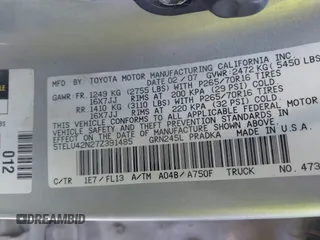 MFD BY: TOYOTA MOTOR MANUFACTURING CALIFORNIA INC.
DATE: 02/07 GVWR: 2472 KG ( 5450 LBS
GAWR: FR 1249 KG (2755 LBS) WITH P265/70R16 TIRES
16X7JJ RIMS AT 200 KPA (29 PSI) COLD
RR 1410 KG (3110 LBS) WITH P265/70R16 TIRES
16X7JJ RIMS AT 220 KPA (32 PSI) COLD
THIS VEHICLE CONFORMS TO ALL APPLICABLE FEDERAL MOTOR
VEHICLE SAFETY STANDARDS IN
EFFECT ON THE DATE OF MANUFACTURE SHOWN ABOVE.
5TELU42N27Z391485 MADE IN U.S.A.
GRN245L PRADKA
C/TR 1E7/FL13 A/TM A04B/A750F TRUCK NO. 473
012
DREAMBID